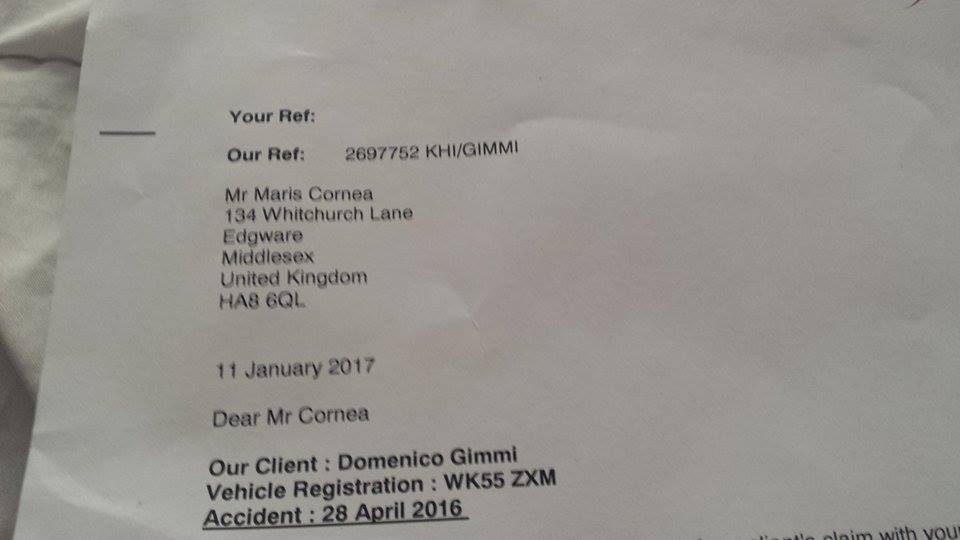 Your Ref:
Our Ref: 2697752 KHI/GIMMI
Mr Maris Cornea
134 Whitchurch Lane
Edgware
Middlesex
United Kingdom
HA8 6QL
11 January 2017
Dear Mr Cornea
Our Client : Domenico Gimmi
Vehicle Registration : WK55 ZXM
Accident : 28 April 2016
claim with your